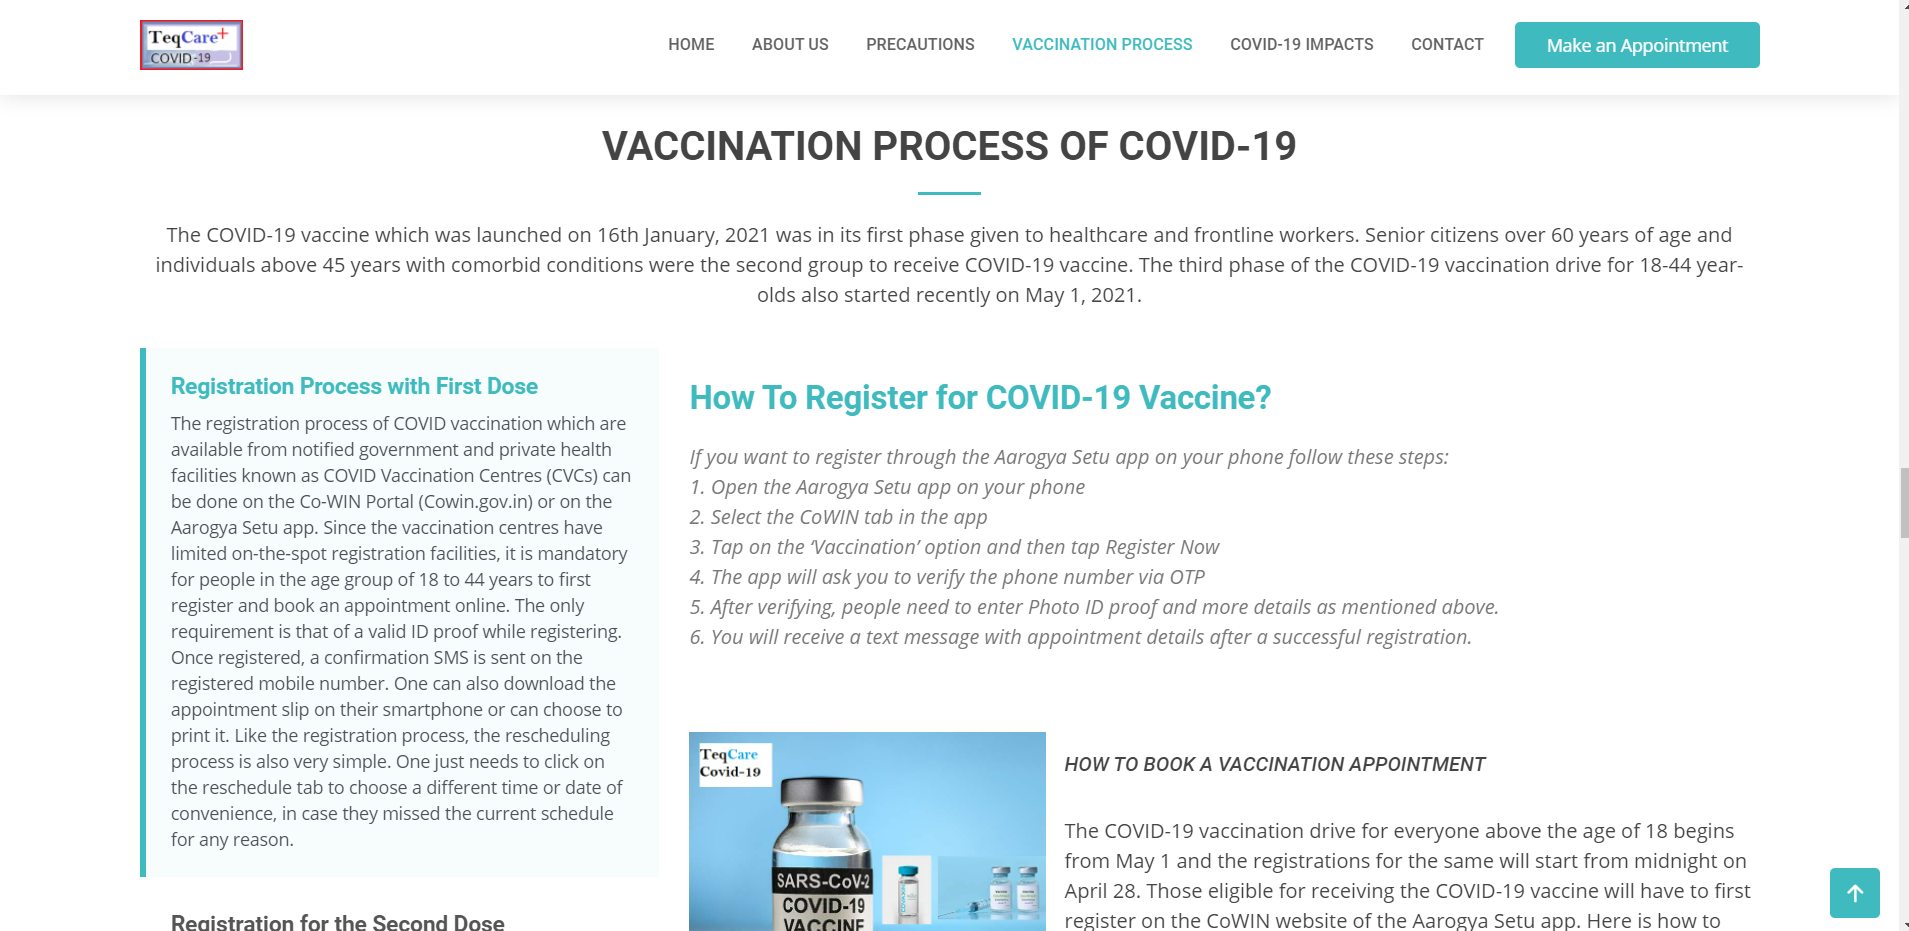 TeqCare+
COVID-19
HOME
ABOUT US
PRECAUTIONS
VACCINATION PROCESS
COVID-19 IMPACTS
CONTACT
Make an Appointment
VACCINATION PROCESS OF COVID-19
The COVID-19 vaccine which was launched on 16th January, 2021 was in its first phase given to healthcare and frontline workers. Senior citizens over 60 years of age and
individuals above 45 years with comorbid conditions were the second group to receive COVID-19 vaccine. The third phase of the COVID-19 vaccination drive for 18-44 year-
olds also started recently on May 1, 2021.
Registration Process with First Dose
The registration process of COVID vaccination which are
available from notified government and private health
facilities known as COVID Vaccination Centres (CVCs) can
be done on the Co-WIN Portal (Cowin.gov.in) or on the
Aarogya Setu app. Since the vaccination centres have
limited on-the-spot registration facilities, it is mandatory
for people in the age group of 18 to 44 years to first
register and book an appointment online. The only
requirement is that of a valid ID proof while registering.
Once registered, a confirmation SMS is sent on the
registered mobile number. One can also download the
appointment slip on their smartphone or can choose to
print it. Like the registration process, the rescheduling
process is also very simple. One just needs to click on
the reschedule tab to choose a different time or date of
convenience, in case they missed the current schedule
for any reason.
Registration for the Second Dose
How To Register for COVID-19 Vaccine?
If you want to register through the Aarogya Setu app on your phone follow these steps:
1. Open the Aarogya Setu app on your phone
2. Select the CoWIN tab in the app
3. Tap on the ‘Vaccination’ option and then tap Register Now
4. The app will ask you to verify the phone number via OTP
5. After verifying, people need to enter Photo ID proof and more details as mentioned above.
6. You will receive a text message with appointment details after a successful registration.
TeqCare
Covid-19
SARS-CoV-2
COVID-19
VACCINE
HOW TO BOOK A VACCINATION APPOINTMENT
The COVID-19 vaccination drive for everyone above the age of 18 begins
from May 1 and the registrations for the same will start from midnight on
April 28. Those eligible for receiving the COVID-19 vaccine will have to first
register on the CoWIN website of the Aarogya Setu app. Here is how to